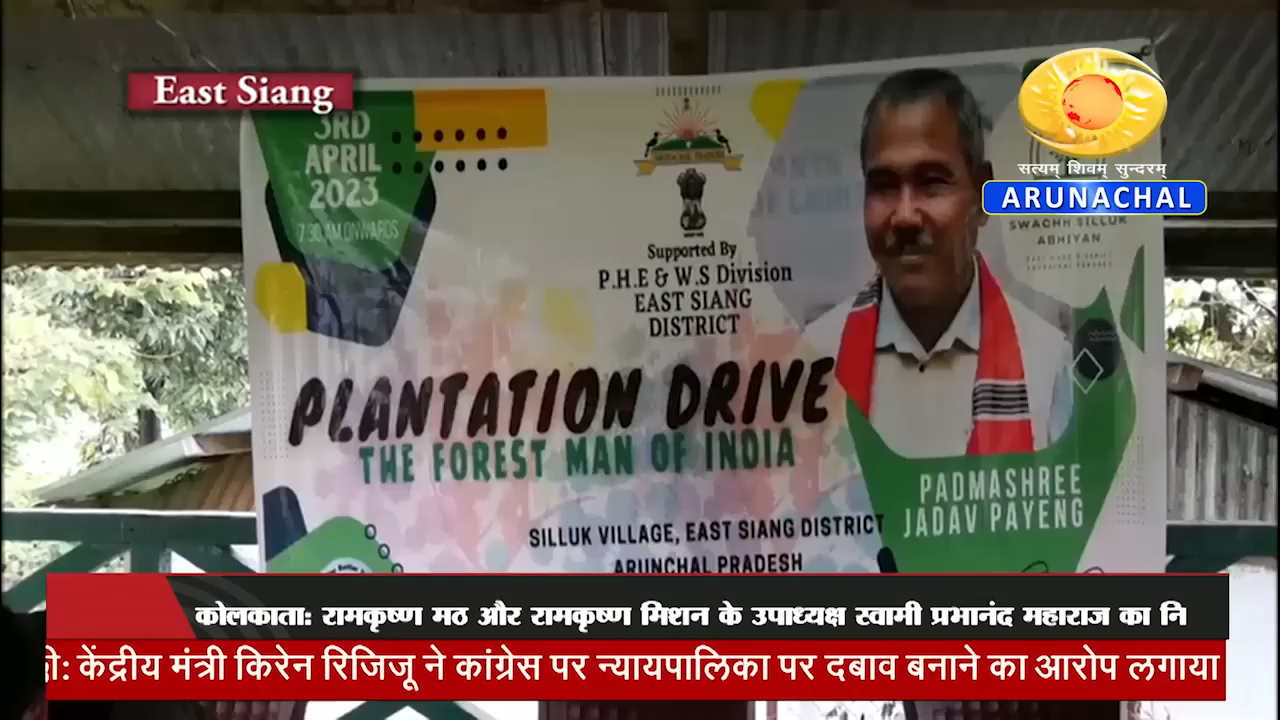 East Siang
3RD
APRIL
2023
7:30 AM ONWARDS
Supported By
P.H.E & W.S Division
EAST SIANG
DISTRICT
PLANTATION DRIVE
THE FOREST MAN OF INDIA
SILLUK VILLAGE, EAST SIANG DISTRICT
ARUNCHAL PRADESH
सत्यम् शिवम् सुन्दरम्
ARUNACHAL
SWACHH SILLUK
ABHIYAN
PADMASHREE
JADAV PAYENG
कोलकाता: रामकृष्ण मठ और रामकृष्ण मिशन के उपाध्यक्ष स्वामी प्रभानंद महाराज का नि
केंद्रीय मंत्री किरेन रिजिजू ने कांग्रेस पर न्यायपालिका पर दबाव बनाने का आरोप लगाया